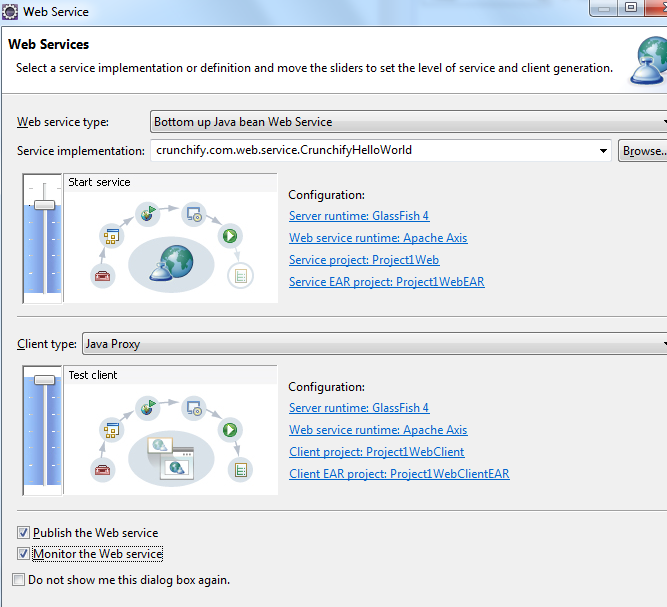 Web Service
Web Services
Select a service implementation or definition and move the sliders to set the level of service and client generation.
Web service type:
Bottom up Java bean Web Service
Service implementation:
crunchify.com.web.service.CrunchifyHelloWorld
Browse..
Start service
Configuration:
Server runtime: GlassFish 4
Web service runtime: Apache Axis
Service project: Project1Web
Service EAR project: Project1WebEAR
Client type:
Java Proxy
Test client
Configuration:
Server runtime: GlassFish 4
Web service runtime: Apache Axis
Client project: Project1WebClient
Client EAR project: Project1WebClientEAR
Publish the Web service
Monitor the Web service
Do not show me this dialog box again.